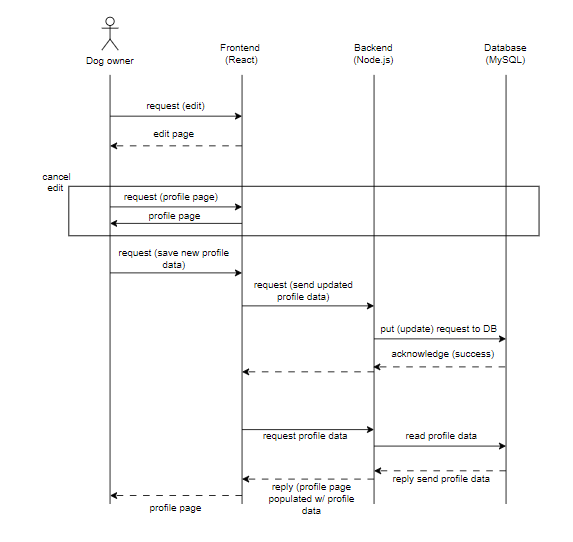 Dog owner
Frontend
(React)
Backend
(Node.js)
Database
(MySQL)
request (edit)
edit page
cancel
edit
request (profile page)
profile page
request (save new profile
data)
request (send updated
profile data)
put (update) request to DB
acknowledge (success)
request profile data
read profile data
reply send profile data
reply (profile page
populated w/ profile
data
profile page